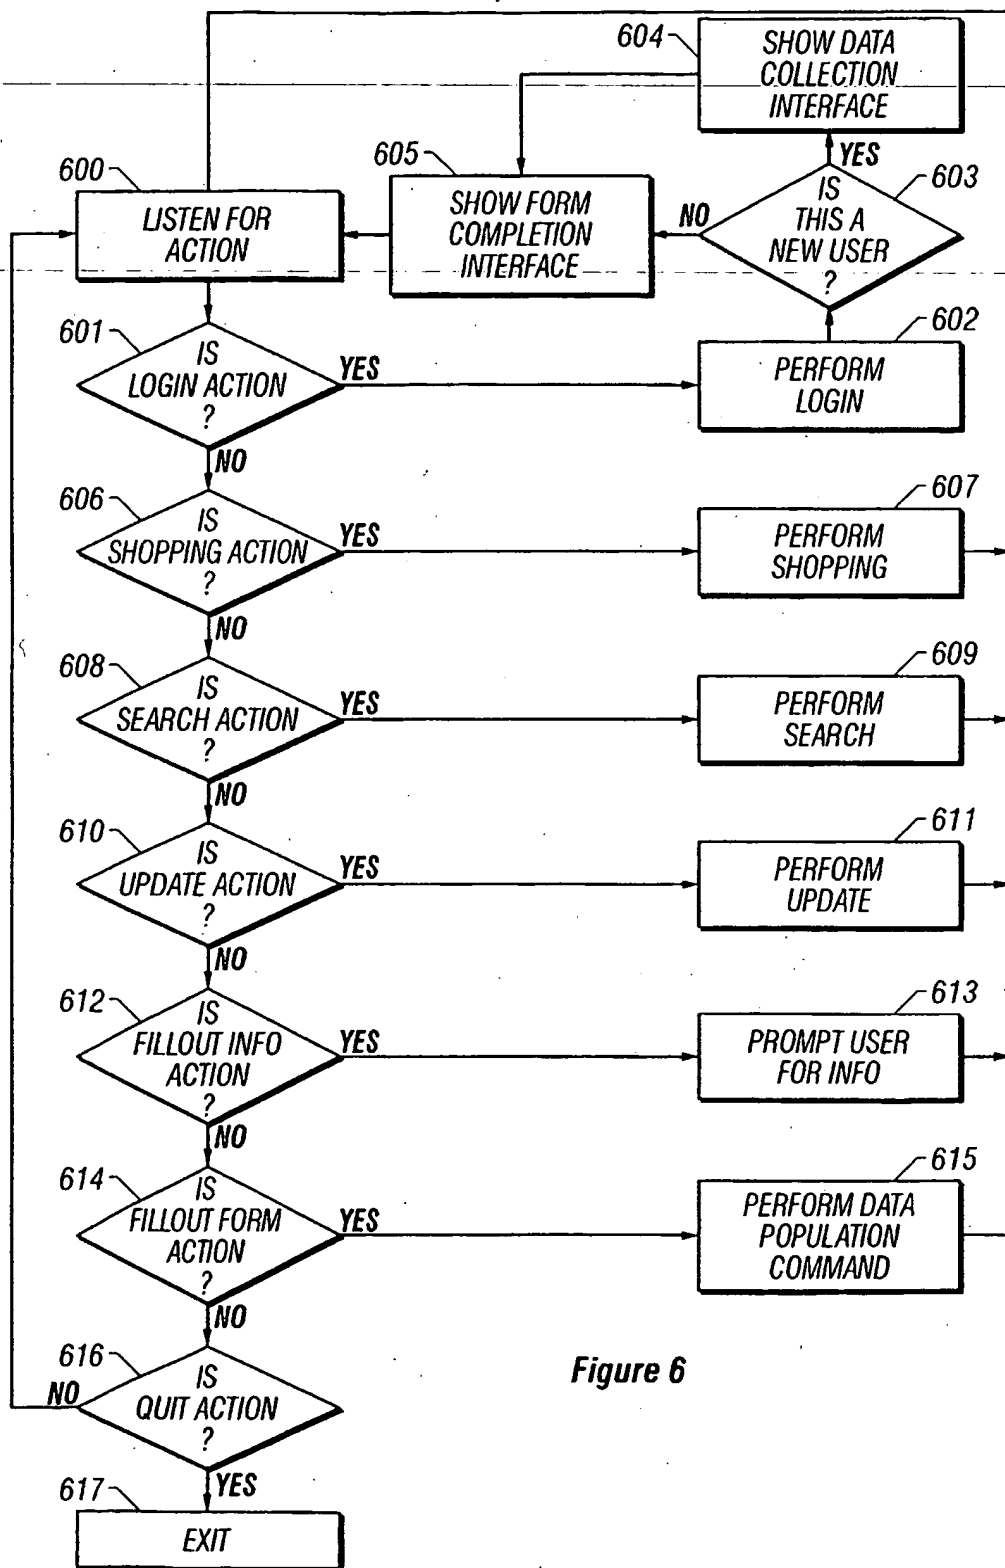 604
SHOW DATA
COLLECTION
INTERFACE
605
SHOW FORM
COMPLETION
INTERFACE
YES
603
IS
THIS A
NEW USER
?
NO
600
LISTEN FOR
ACTION
601
IS
LOGIN ACTION
?
YES
602
PERFORM
LOGIN
NO
606
IS
SHOPPING ACTION
?
YES
607
PERFORM
SHOPPING
NO
608
IS
SEARCH ACTION
?
YES
609
PERFORM
SEARCH
NO
610
IS
UPDATE ACTION
?
YES
611
PERFORM
UPDATE
NO
612
IS
FILLOUT INFO
ACTION
?
YES
613
PROMPT USER
FOR INFO
NO
614
IS
FILLOUT FORM
ACTION
?
YES
615
PERFORM DATA
POPULATION
COMMAND
NO
616
IS
QUIT ACTION
?
NO
YES
617
EXIT
Figure 6